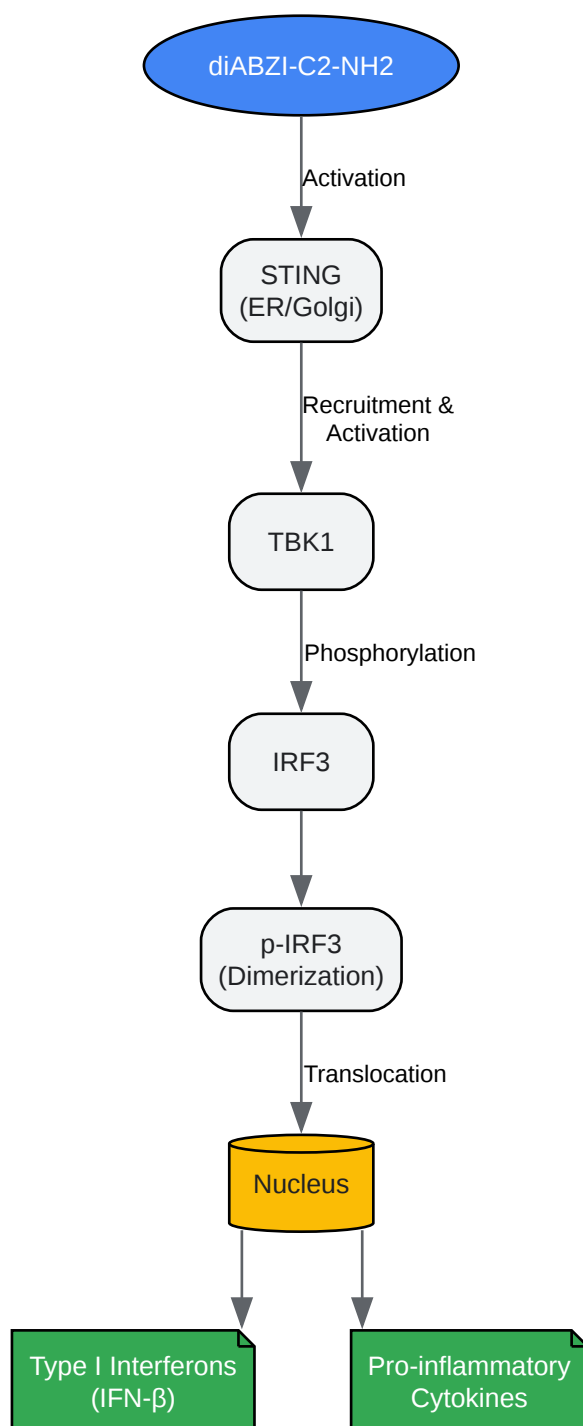 diABZI-C2-NH2
Activation
STING
(ER/Golgi)
Recruitment &
Activation
TBK1
Phosphorylation
IRF3
p-IRF3
(Dimerization)
Translocation
Nucleus
Type I Interferons
(IFN-β)
Pro-inflammatory
Cytokines